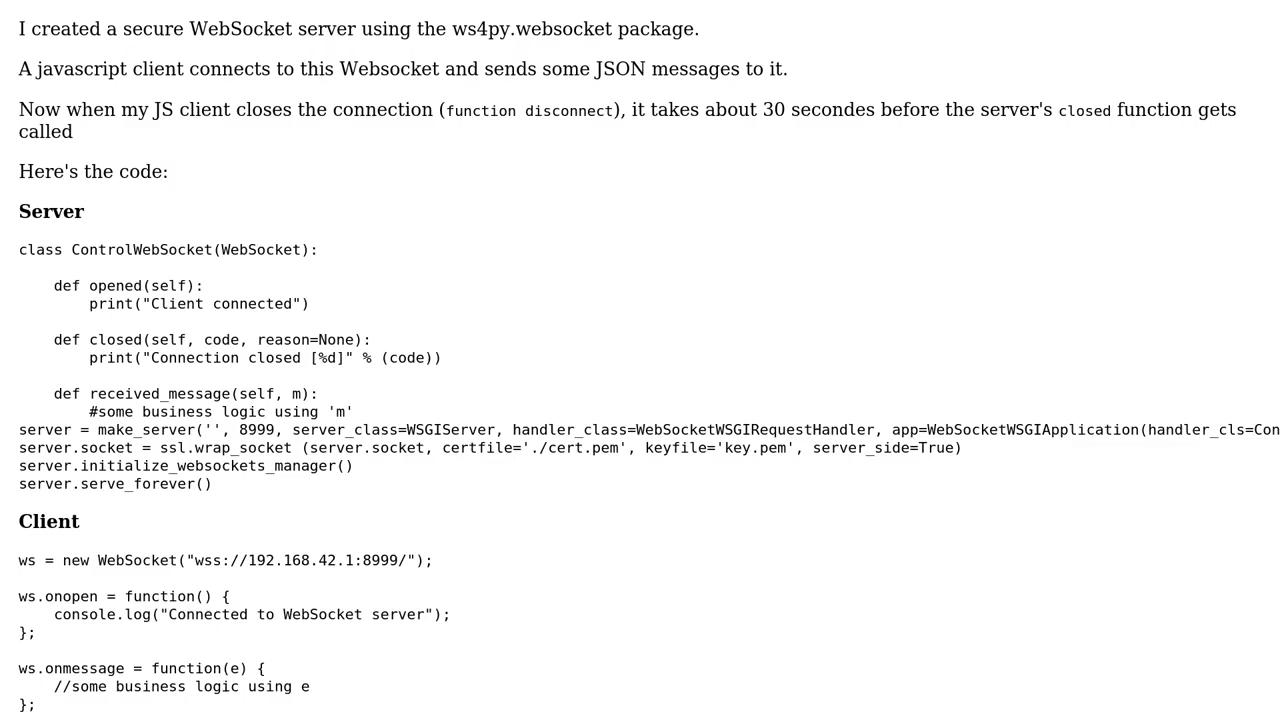 I created a secure WebSocket server using the ws4py.websocket package.
A javascript client connects to this Websocket and sends some JSON messages to it.
Now when my JS client closes the connection (function disconnect), it takes about 30 secondes before the server's closed function gets
called
Here's the code:
Server
class ControlWebSocket(WebSocket):
    def opened(self):
        print("Client connected")
    def closed(self, code, reason=None):
        print("Connection closed [%d]" % (code))
    def received_message(self, m):
        #some business logic using 'm'
server = make_server('', 8999, server_class=WSGIServer, handler_class=WebSocketWSGIRequestHandler, app=WebSocketWSGIApplication(handler_cls=Con
server.socket = ssl.wrap_socket (server.socket, certfile='./cert.pem', keyfile='key.pem', server_side=True)
server.initialize_websockets_manager()
server.serve_forever()
Client
ws = new WebSocket("wss://192.168.42.1:8999/");
ws.onopen = function() {
    console.log("Connected to WebSocket server");
};
ws.onmessage = function(e) {
    //some business logic using e
};